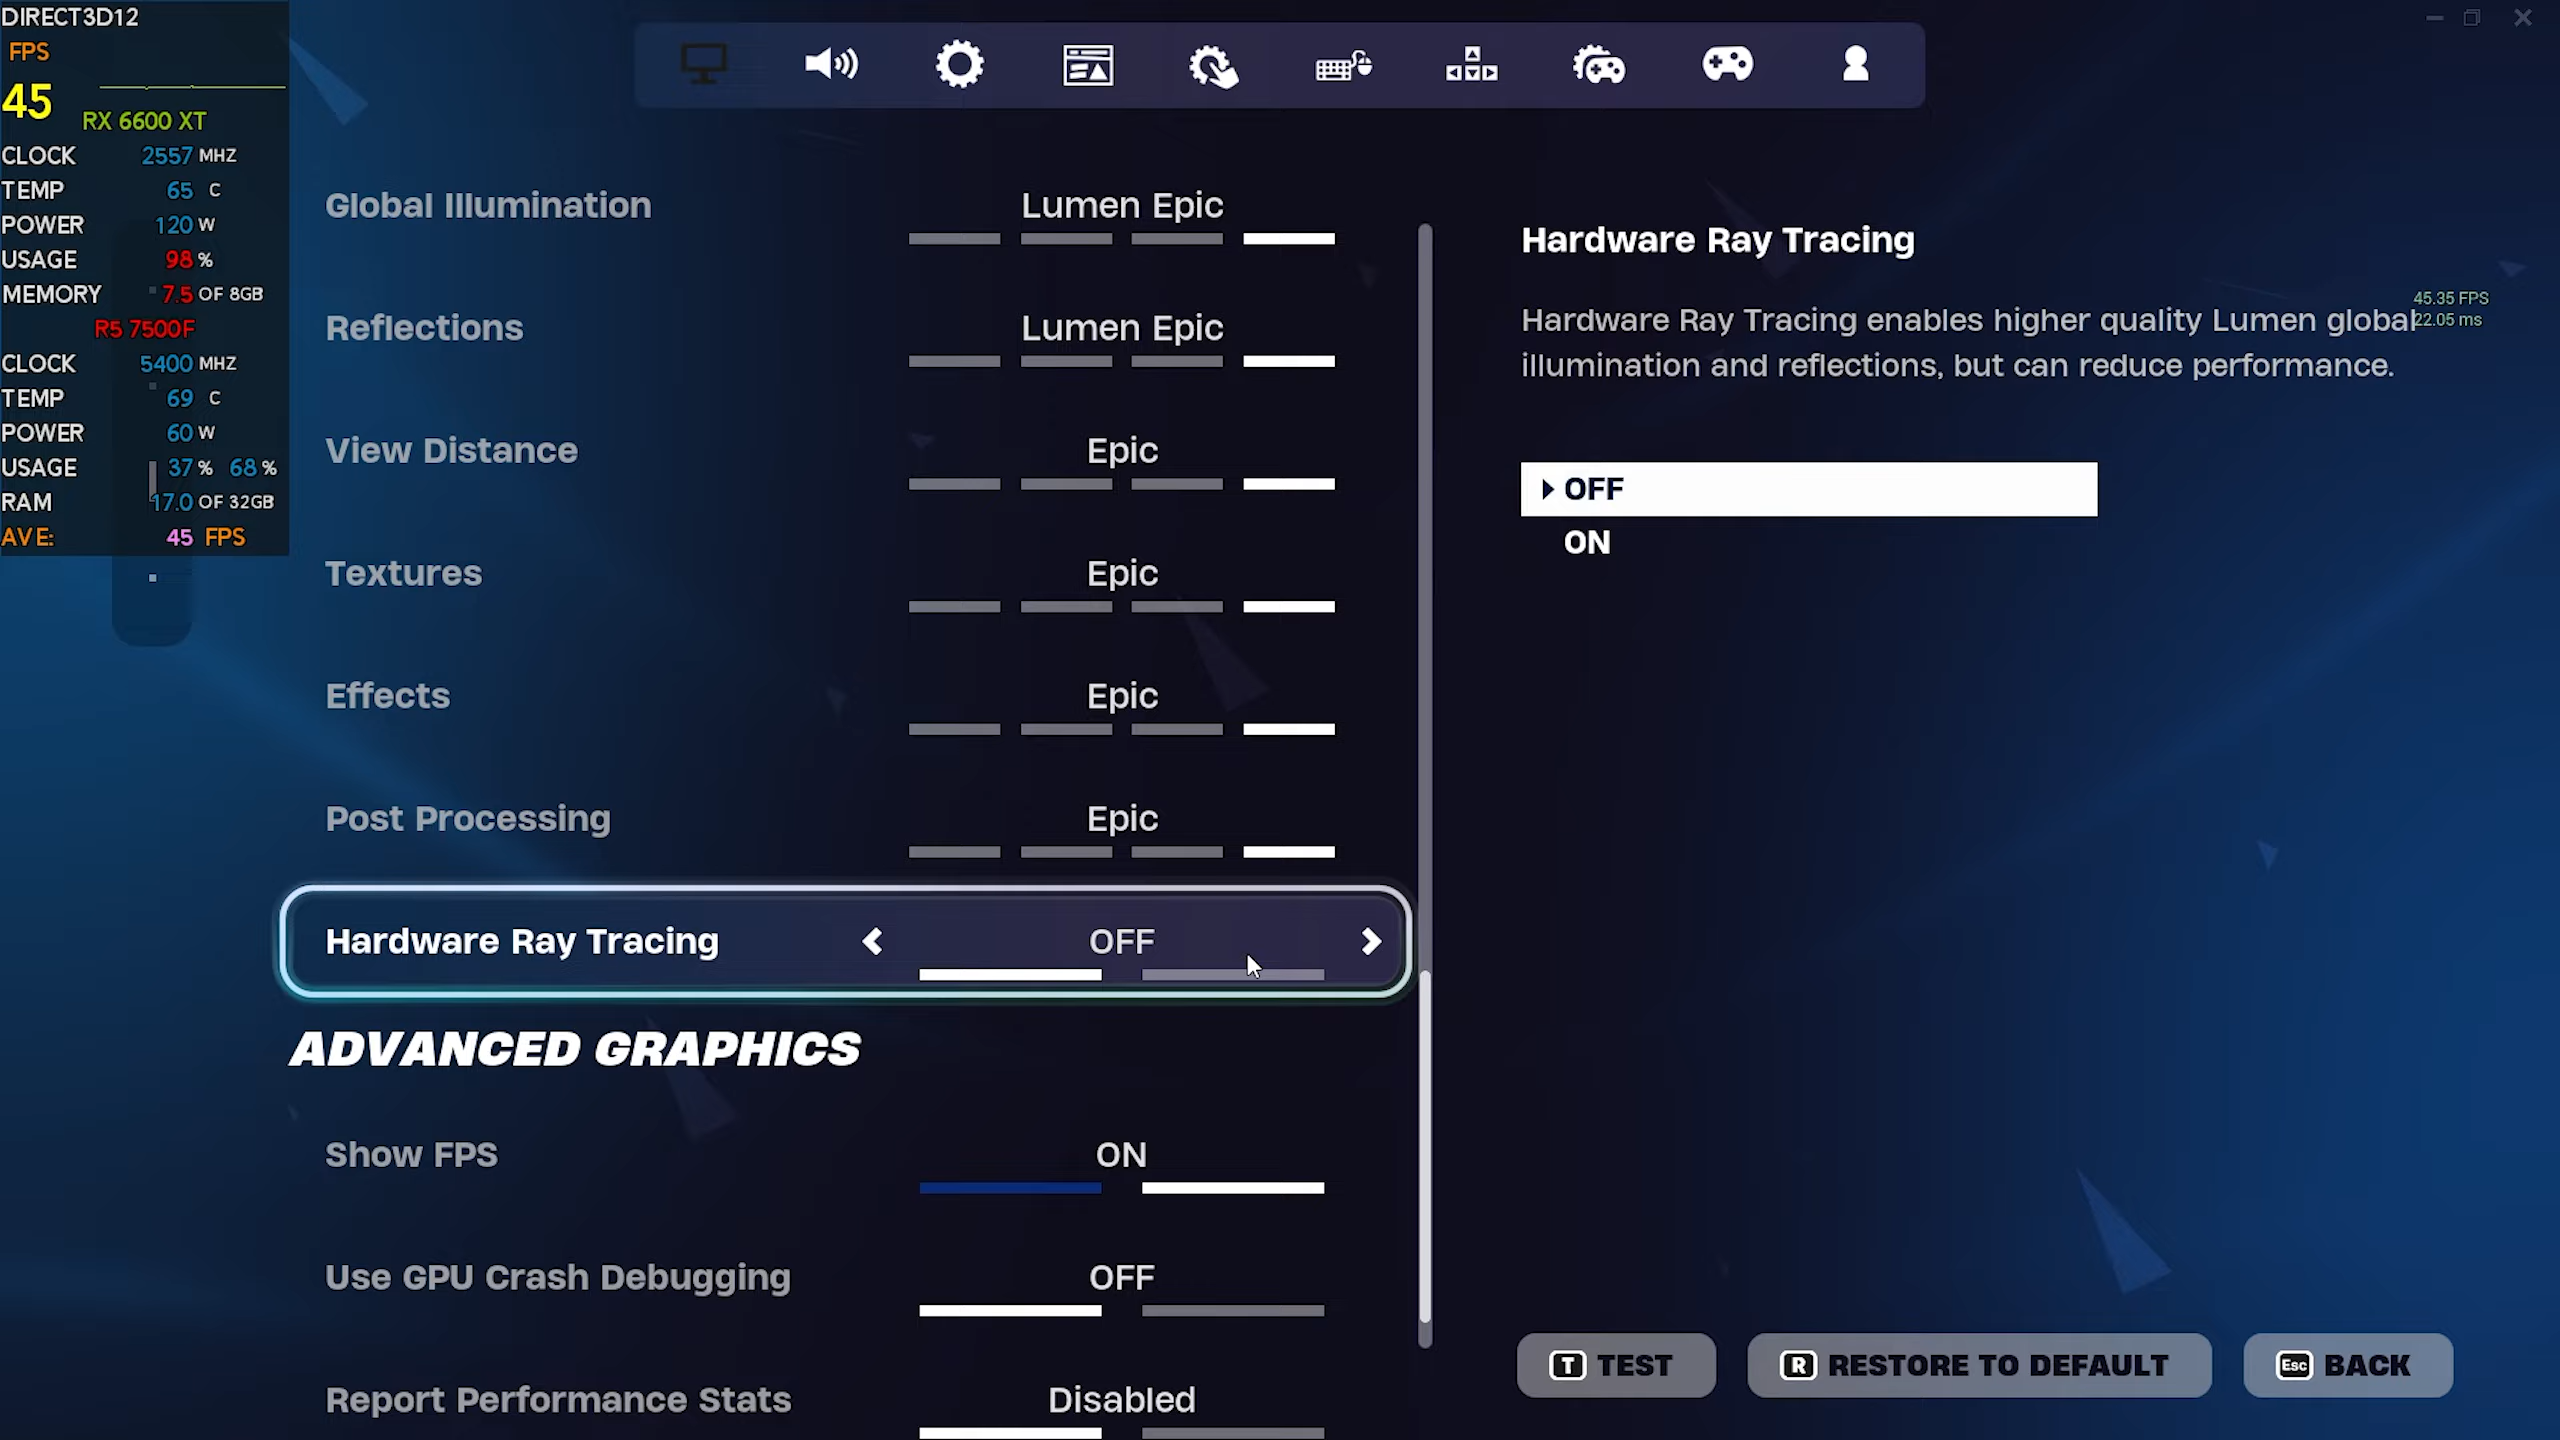 DIRECT3D12
FPS
45
RX 6600 XT
CLOCK 2557 MHZ
TEMP 65 C
POWER 120 W
USAGE 98 %
MEMORY 7.5 OF 8GB
R5 7500F
CLOCK 5400 MHZ
TEMP 69 C
POWER 60 W
USAGE 37 % 68 %
RAM 17.0 OF 32GB
AVE: 45 FPS
Global Illumination Lumen Epic
Reflections Lumen Epic
View Distance Epic
Textures Epic
Effects Epic
Post Processing Epic
Hardware Ray Tracing OFF
ADVANCED GRAPHICS
Show FPS ON
Use GPU Crash Debugging OFF
Report Performance Stats Disabled
Hardware Ray Tracing
45.35 FPS
22.05 ms
Hardware Ray Tracing enables higher quality Lumen global
illumination and reflections, but can reduce performance.
OFF
ON
T TEST
R RESTORE TO DEFAULT
Esc BACK